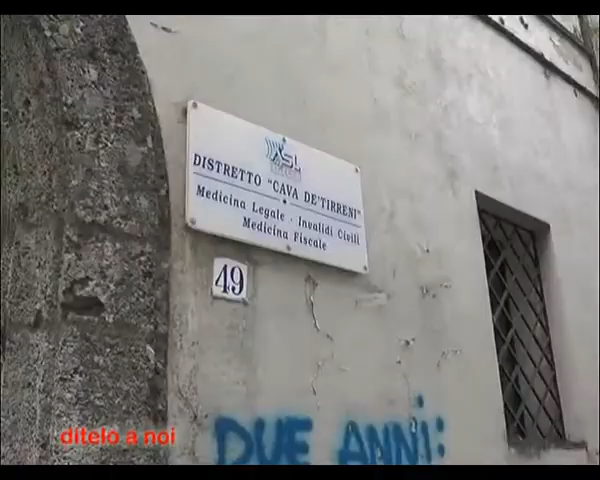 ASL
DISTRETTO "CAVA DE'TIRRENI"
Medicina Legale - Invalidi Civili
Medicina Fiscale
49
DUE ANNI:
ditelo a noi